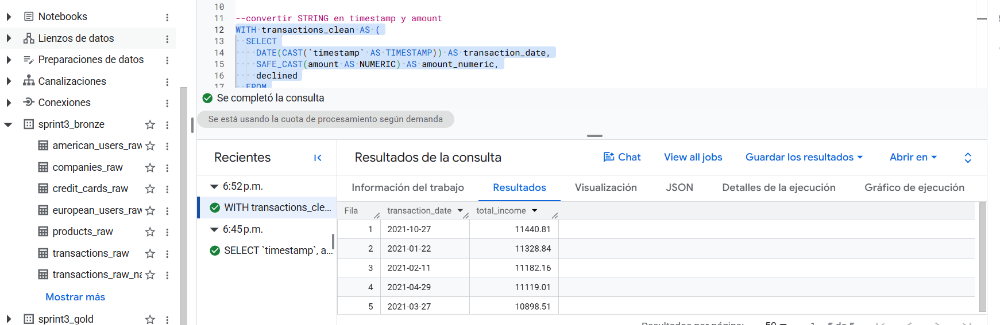 Notebooks
Lienzos de datos
Preparaciones de datos
Canalizaciones
Conexiones
sprint3_bronze
american_users_raw
companies_raw
credit_cards_raw
european_users_raw
products_raw
transactions_raw
transactions_raw_na
Mostrar más
sprint3_gold
10
11 --convertir STRING en timestamp y amount
12 WITH transactions_clean AS (
13 SELECT
14 DATE(CAST(`timestamp` AS TIMESTAMP)) AS transaction_date,
15 SAFE_CAST(amount AS NUMERIC) AS amount_numeric,
16 declined
17 FROM
Se completó la consulta
Se está usando la cuota de procesamiento según demanda
Recientes
6:52 p.m.
WITH transactions_cle...
6:45 p.m.
SELECT `timestamp`, a...
Resultados de la consulta
Chat View all jobs Guardar los resultados Abrir en
Información del trabajo Resultados Visualización JSON Detalles de la ejecución Gráfico de ejecución
Fila transaction_date total_income
1 2021-10-27 11440.81
2 2021-01-22 11328.84
3 2021-02-11 11182.16
4 2021-04-29 11119.01
5 2021-03-27 10898.51
Resultados por página: 50 1 – 5 de 5